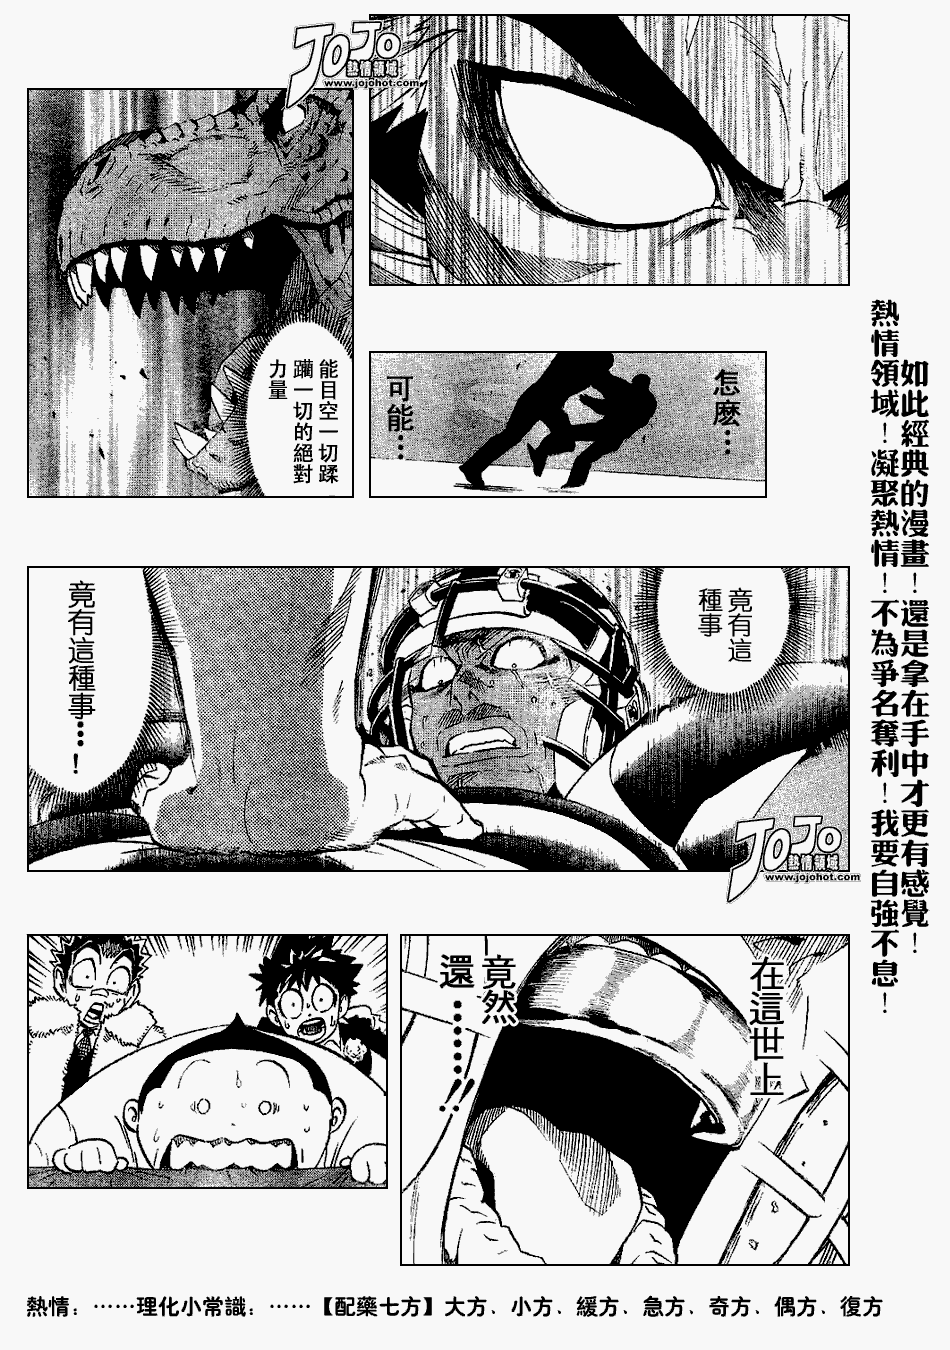 JOJO
熱情領域
www.jojohot.com
怎麽⋯
可能⋯
能目空一切蹂
躪一切的絕對
力量
竟有這
種事
竟有這種事⋯！
JOJO
熱情領域
www.jojohot.com
在這世上
竟然
還⋯⋯!!
如此經典的漫畫！還是拿在手中才更有感覺！
熱情領域！凝聚熱情！不為爭名奪利！我要自強不息！
熱情：⋯⋯理化小常識：⋯⋯【配藥七方】大方﹑小方﹑緩方﹑急方﹑奇方﹑偶方﹑復方